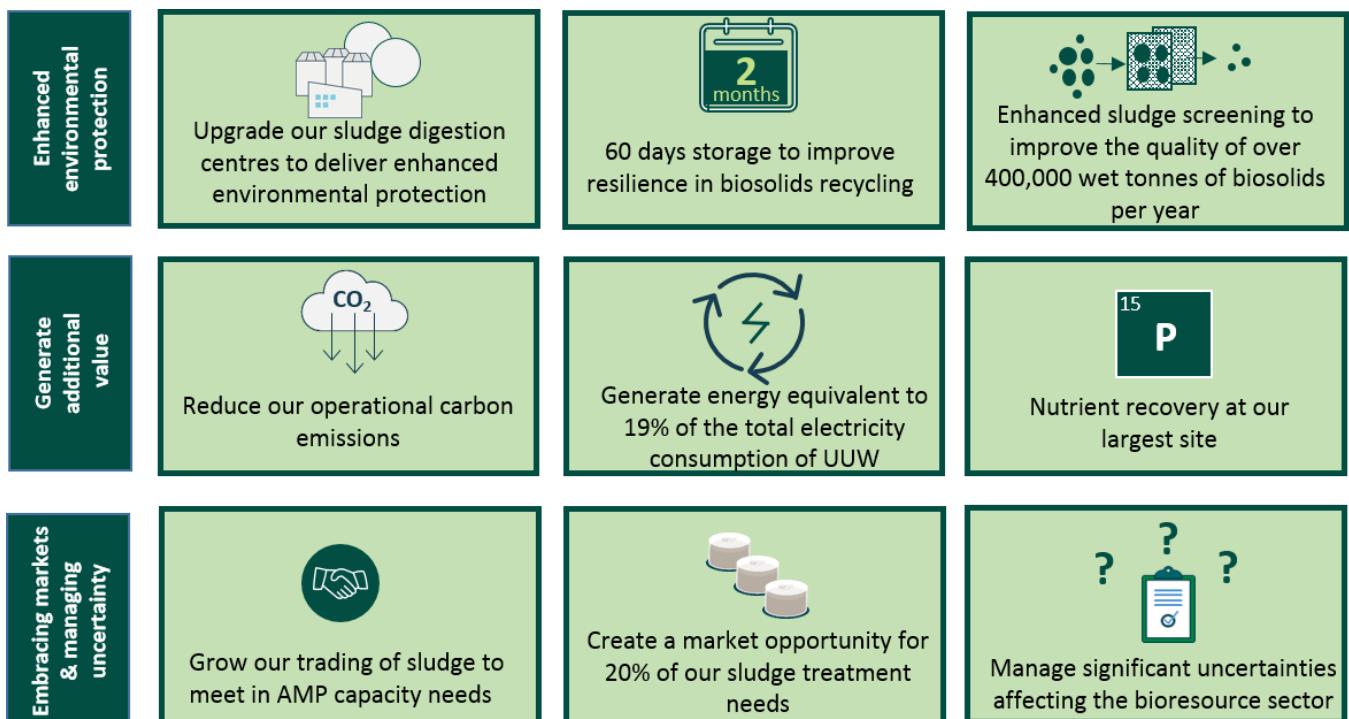 Enhanced
environmental
protection
Upgrade our sludge digestion
centres to deliver enhanced
environmental protection
2
months
60 days storage to improve
resilience in biosolids recycling
Enhanced sludge screening to
improve the quality of over
400,000 wet tonnes of biosolids
per year
Generate
additional
value
CO₂
Reduce our operational carbon
emissions
Generate energy equivalent to
19% of the total electricity
consumption of UUW
15
P
Nutrient recovery at our
largest site
Embracing markets
& managing
uncertainty
Grow our trading of sludge to
meet in AMP capacity needs
Create a market opportunity for
20% of our sludge treatment
needs
? ? ?
Manage significant uncertainties
affecting the bioresource sector